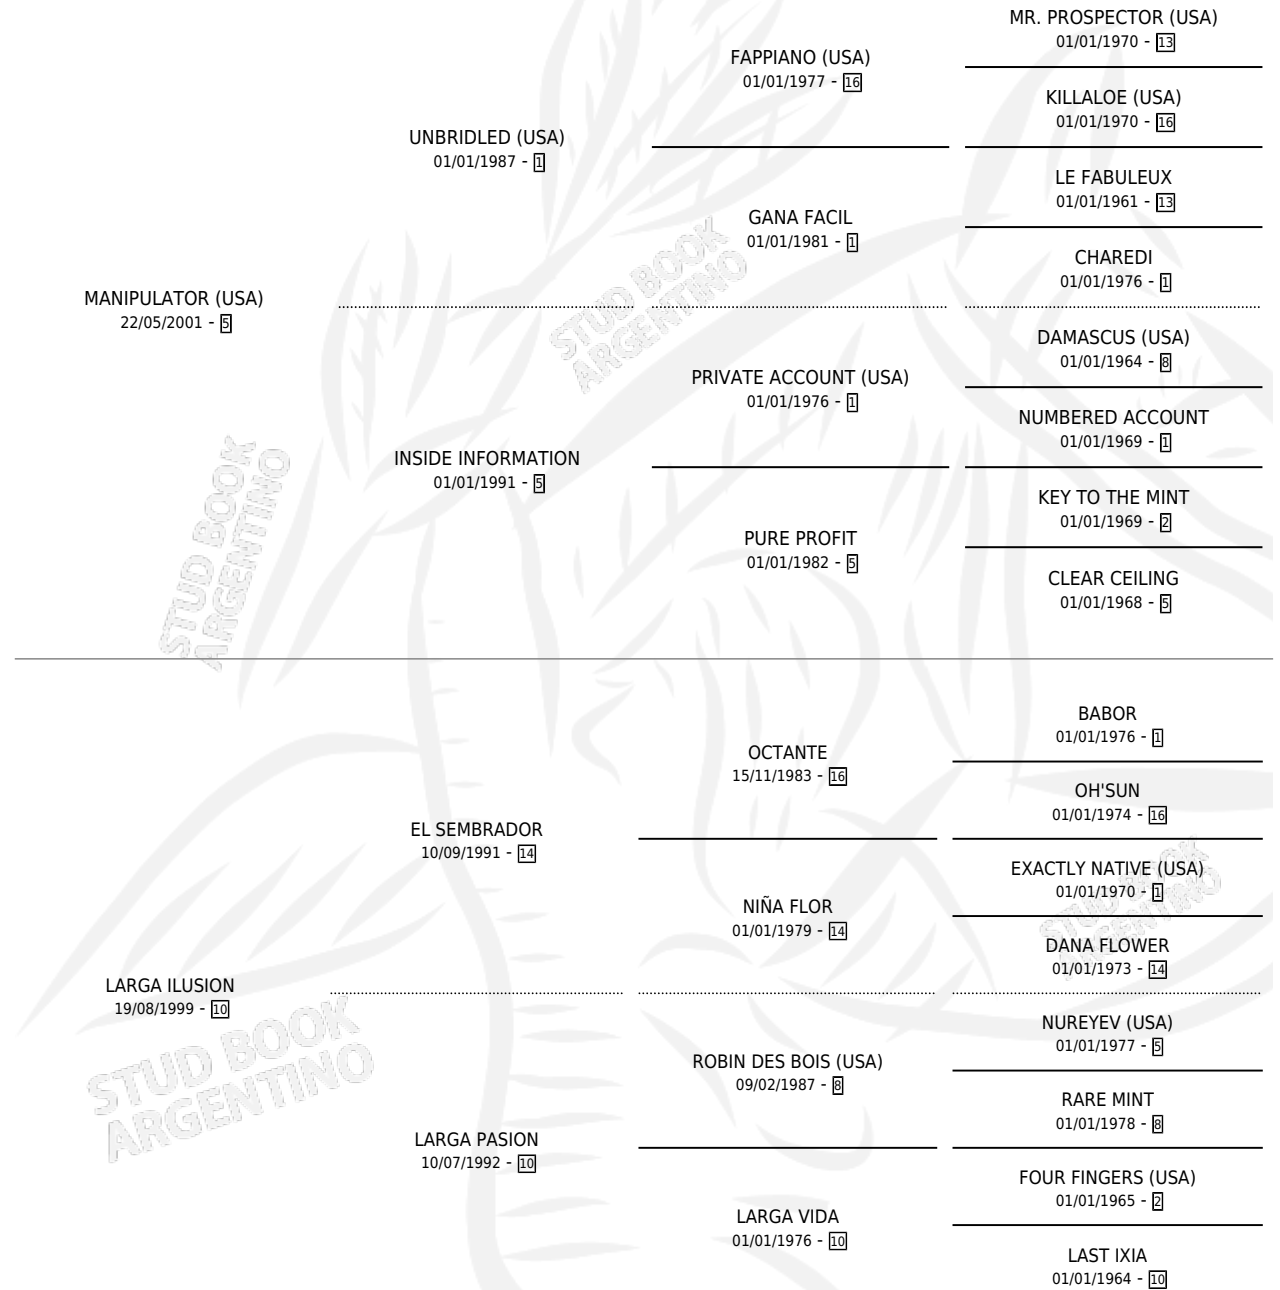 MR. PROSPECTOR (USA)
01/01/1970 - 13
FAPPIANO (USA)
01/01/1977 - 16
KILLALOE (USA)
01/01/1970 - 16
UNBRIDLED (USA)
01/01/1987 - 1
LE FABULEUX
01/01/1961 - 13
GANA FACIL
01/01/1981 - 1
CHAREDI
01/01/1976 - 1
MANIPULATOR (USA)
22/05/2001 - 5
DAMASCUS (USA)
01/01/1964 - 8
PRIVATE ACCOUNT (USA)
01/01/1976 - 1
NUMBERED ACCOUNT
01/01/1969 - 1
INSIDE INFORMATION
01/01/1991 - 5
KEY TO THE MINT
01/01/1969 - 2
PURE PROFIT
01/01/1982 - 5
CLEAR CEILING
01/01/1968 - 5
BABOR
01/01/1976 - 1
OCTANTE
15/11/1983 - 16
OH'SUN
01/01/1974 - 16
EL SEMBRADOR
10/09/1991 - 14
EXACTLY NATIVE (USA)
01/01/1970 - 1
NIÑA FLOR
01/01/1979 - 14
DANA FLOWER
01/01/1973 - 14
LARGA ILUSION
19/08/1999 - 10
NUREYEV (USA)
01/01/1977 - 5
ROBIN DES BOIS (USA)
09/02/1987 - 8
RARE MINT
01/01/1978 - 8
LARGA PASION
10/07/1992 - 10
FOUR FINGERS (USA)
01/01/1965 - 2
LARGA VIDA
01/01/1976 - 10
LAST IXIA
01/01/1964 - 10
STUD BOOK
ARGENTINO
STUD BOOK
ARGENTINO
STUD BOOK
ARGENTINO
STUD BOOK
ARGENTINO